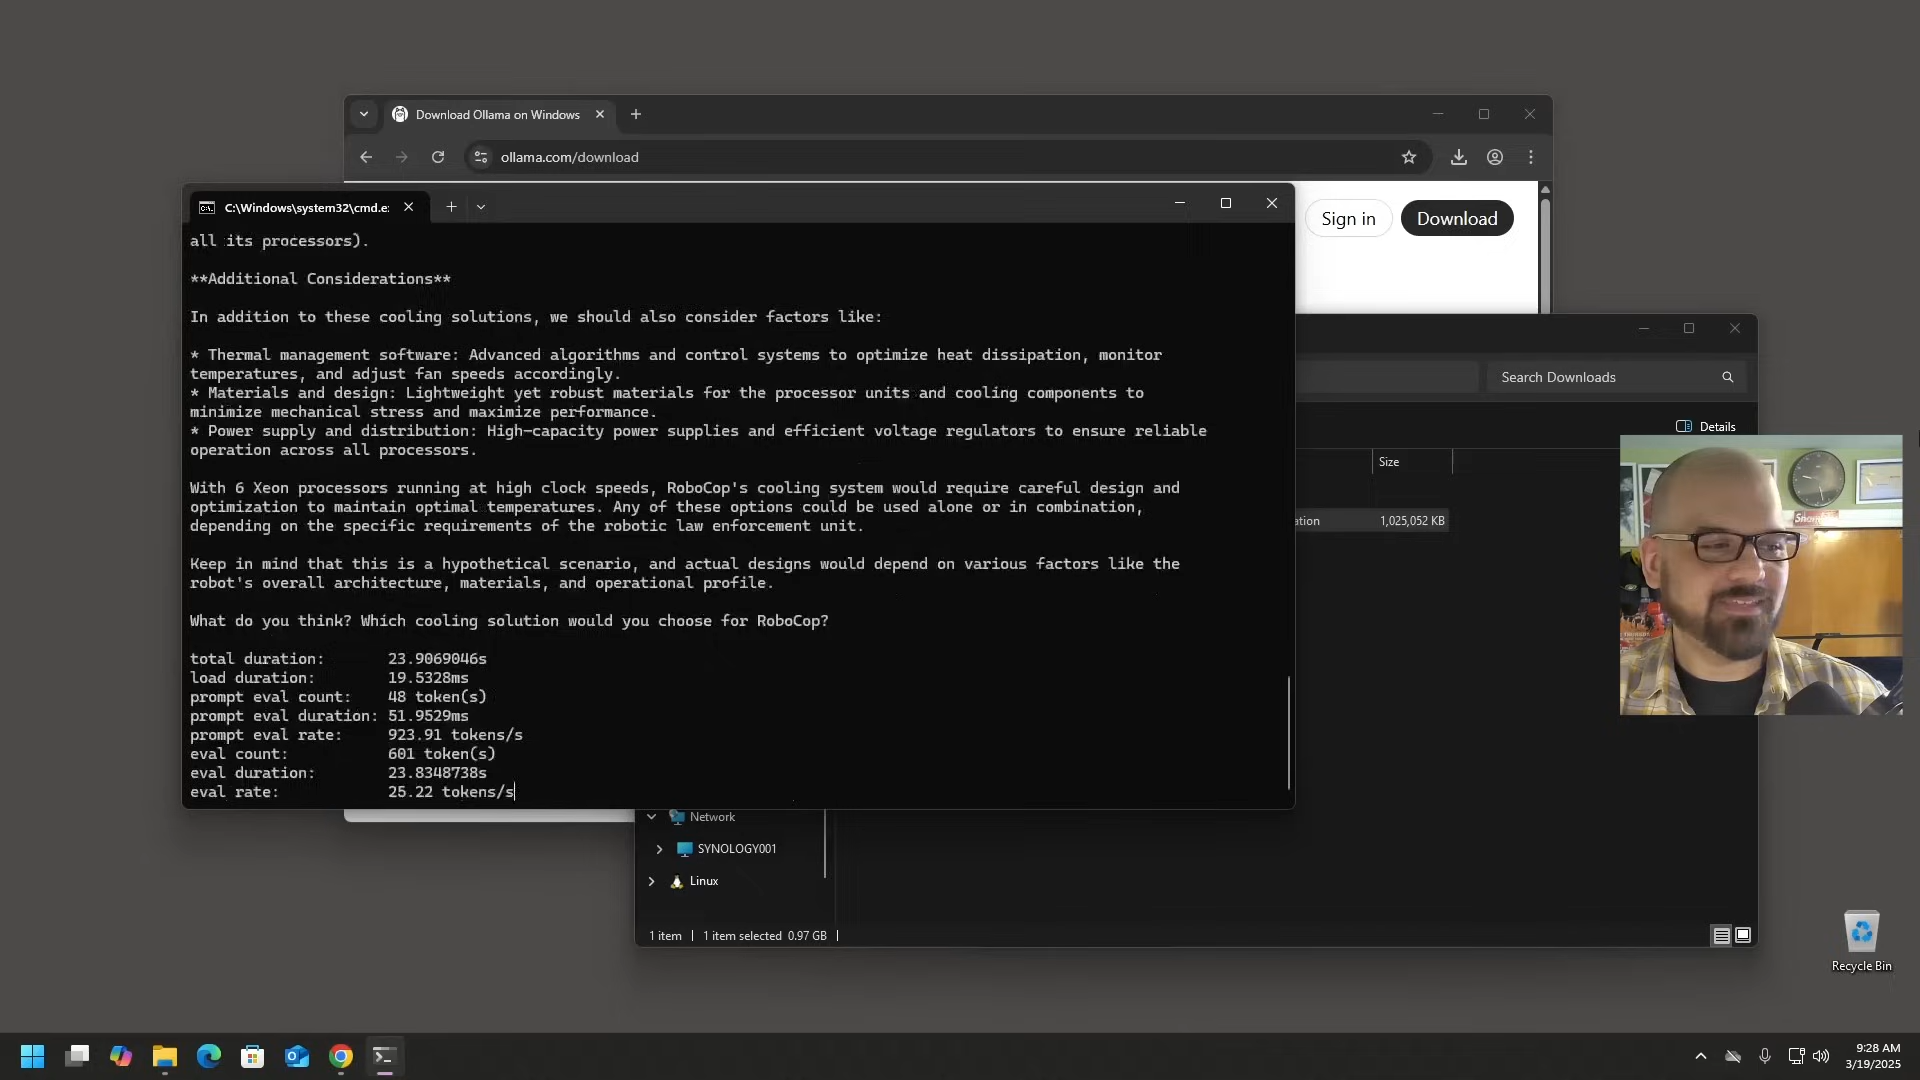 Download Ollama on Windows
ollama.com/download
C:\Windows\system32\cmd.e:
Sign in
Download
all its processors).
**Additional Considerations**
In addition to these cooling solutions, we should also consider factors like:
* Thermal management software: Advanced algorithms and control systems to optimize heat dissipation, monitor
temperatures, and adjust fan speeds accordingly.
* Materials and design: Lightweight yet robust materials for the processor units and cooling components to
minimize mechanical stress and maximize performance.
* Power supply and distribution: High-capacity power supplies and efficient voltage regulators to ensure reliable
operation across all processors.
With 6 Xeon processors running at high clock speeds, RoboCop's cooling system would require careful design and
optimization to maintain optimal temperatures. Any of these options could be used alone or in combination,
depending on the specific requirements of the robotic law enforcement unit.
Keep in mind that this is a hypothetical scenario, and actual designs would depend on various factors like the
robot's overall architecture, materials, and operational profile.
What do you think? Which cooling solution would you choose for RoboCop?
total duration: 23.9069046s
load duration: 19.5328ms
prompt eval count: 48 token(s)
prompt eval duration: 51.9529ms
prompt eval rate: 923.91 tokens/s
eval count: 601 token(s)
eval duration: 23.8348738s
eval rate: 25.22 tokens/s
Search Downloads
Details
Size
ation 1,025,052 KB
Network
SYNOLOGY001
Linux
1 item | 1 item selected 0.97 GB |
Recycle Bin
9:28 AM
3/19/2025